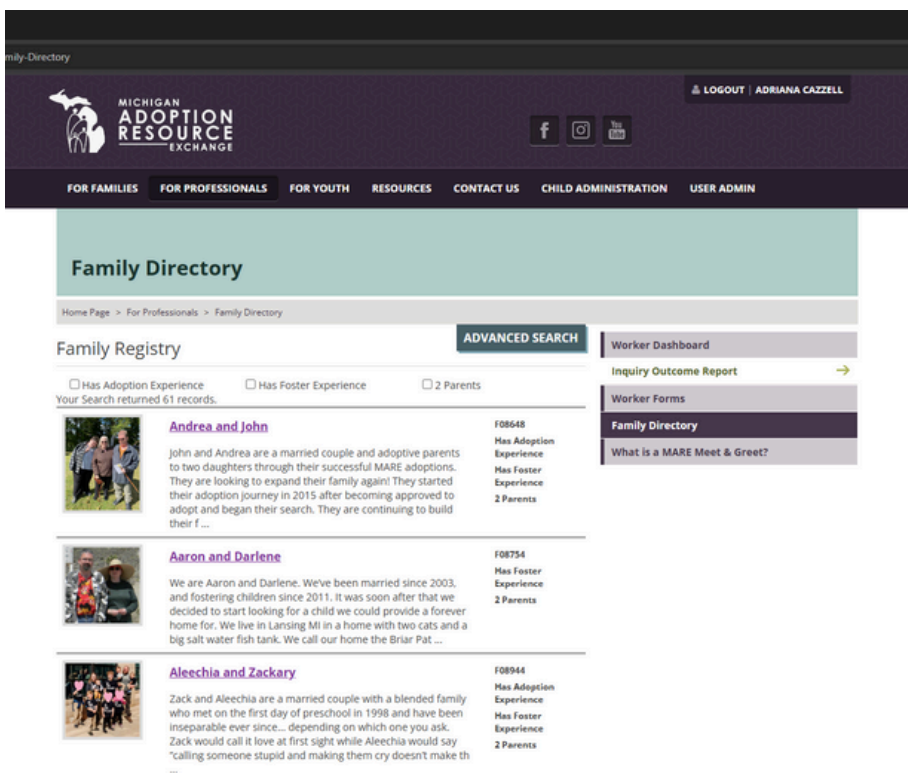 mily-Directory
LOGOUT | ADRIANA CAZZELL
MICHIGAN
ADOPTION
RESOURCE
EXCHANGE
f
You
Tube
FOR FAMILIES FOR PROFESSIONALS FOR YOUTH RESOURCES CONTACT US CHILD ADMINISTRATION USER ADMIN
Family Directory
Home Page > For Professionals > Family Directory
Family Registry
ADVANCED SEARCH
Has Adoption Experience Has Foster Experience 2 Parents
Your Search returned 61 records.
Andrea and John
John and Andrea are a married couple and adoptive parents
to two daughters through their successful MARE adoptions.
They are looking to expand their family again! They started
their adoption journey in 2015 after becoming approved to
adopt and began their search. They are continuing to build
their f ...
F08648
Has Adoption
Experience
Has Foster
Experience
2 Parents
Aaron and Darlene
We are Aaron and Darlene. We've been married since 2003,
and fostering children since 2011. It was soon after that we
decided to start looking for a child we could provide a forever
home for. We live in Lansing MI in a home with two cats and a
big salt water fish tank. We call our home the Briar Pat ...
F08754
Has Foster
Experience
2 Parents
Aleechia and Zackary
Zack and Aleechia are a married couple with a blended family
who met on the first day of preschool in 1998 and have been
inseparable ever since... depending on which one you ask.
Zack would call it love at first sight while Aleechia would say
"calling someone stupid and making them cry doesn't make th
...
F08944
Has Adoption
Experience
Has Foster
Experience
2 Parents
Worker Dashboard
Inquiry Outcome Report
Worker Forms
Family Directory
What is a MARE Meet & Greet?